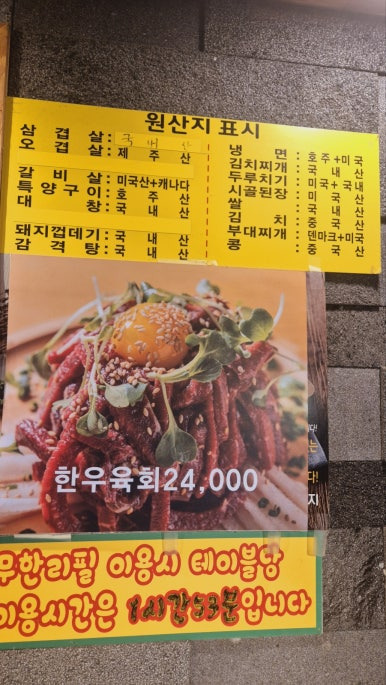 원산지 표시
삼 겹 살 : 국 내 산
오 겹 살 : 제 주 산
갈 비 살 : 미국산+캐나다
특양구이 : 호 주 산
대 창 : 국 내 산
돼지껍데기 : 국 내 산
감 격 탕 : 국 내 산
냉 면 : 호주+미국
김치찌개 : 국 내 산
두루치기 : 미국+국내
시골된장 : 국 내 산
쌀 : 국 내 산
김 치 : 중 국 산
부대찌개 : 덴마크+미국
콩 : 중 국 산
한우육회24,000
는
다!
지
무한리필 이용시 테이블당
이용시간은 1시간53분입니다